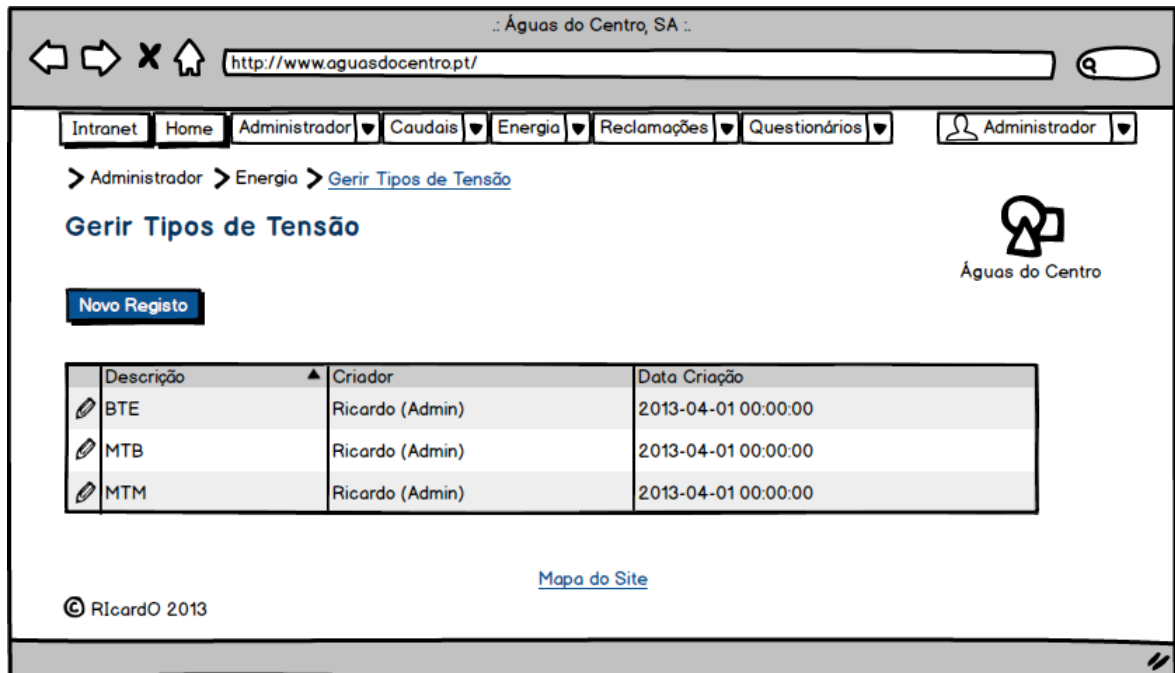 .: Águas do Centro, SA :.
http://www.aguasdocentro.pt/
Intranet Home Administrador Caudais Energia Reclamações Questionários Administrador
Administrador Energia Gerir Tipos de Tensão
Gerir Tipos de Tensão
Águas do Centro
Novo Registo
Descrição Criador Data Criação
BTE Ricardo (Admin) 2013-04-01 00:00:00
MTB Ricardo (Admin) 2013-04-01 00:00:00
MTM Ricardo (Admin) 2013-04-01 00:00:00
Mapa do Site
© RIcardO 2013